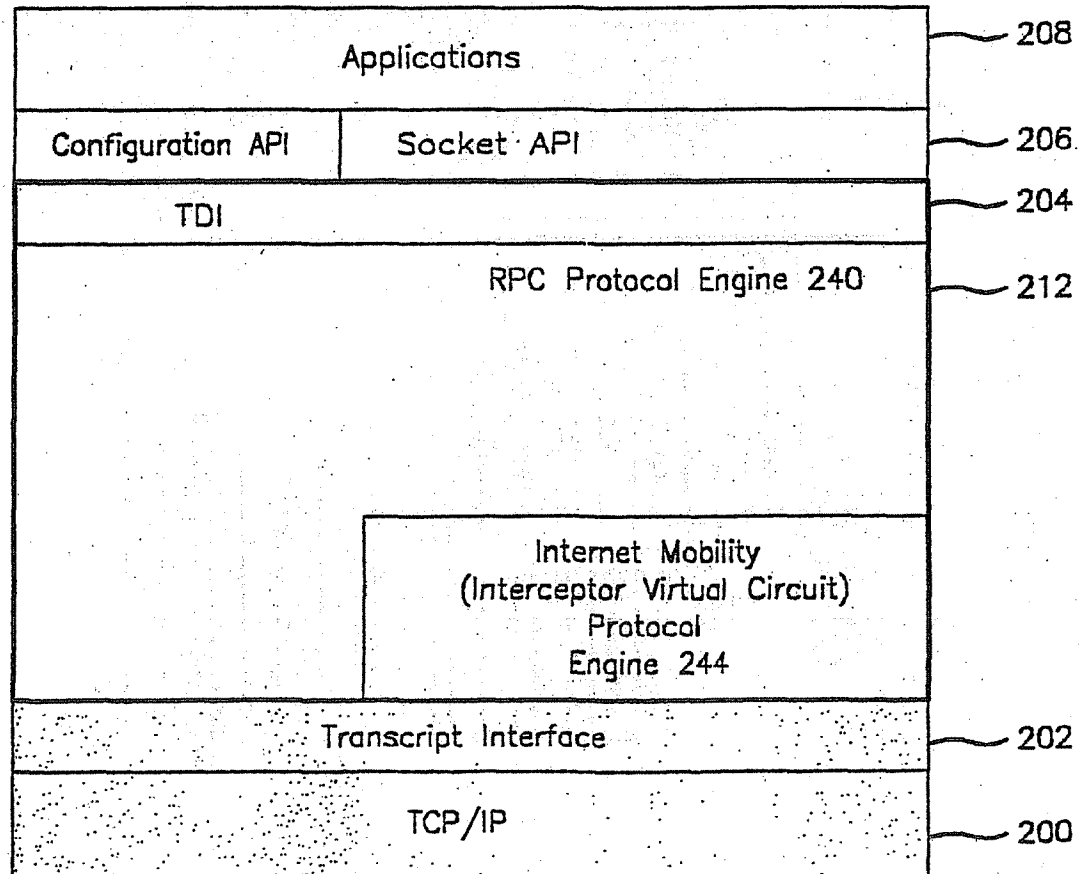 Applications 208
Configuration API Socket API 206
TDI 204
RPC Protocol Engine 240 212
Internet Mobility
(Interceptor Virtual Circuit)
Protocol
Engine 244
Transcript Interface 202
TCP/IP 200